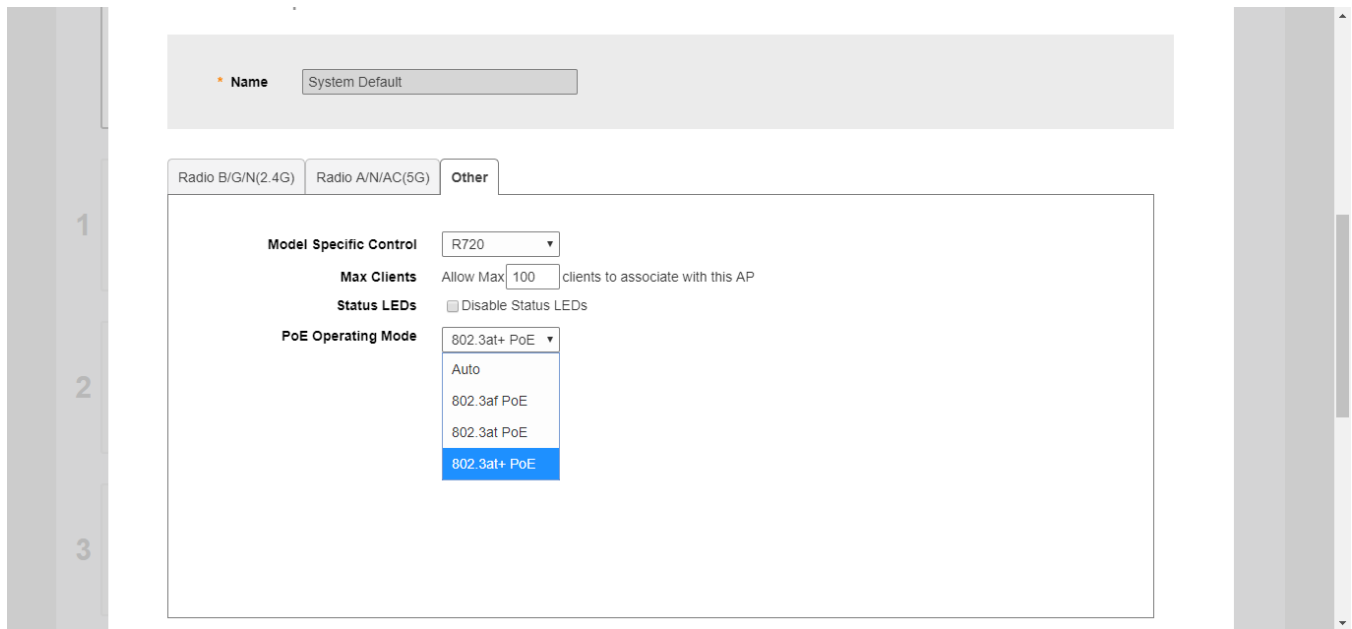 * Name System Default
Radio B/G/N(2.4G) Radio A/N/AC(5G) Other
Model Specific Control R720
Max Clients Allow Max 100 clients to associate with this AP
Status LEDs Disable Status LEDs
PoE Operating Mode 802.3at+ PoE
Auto
802.3af PoE
802.3at PoE
802.3at+ PoE
1
2
3